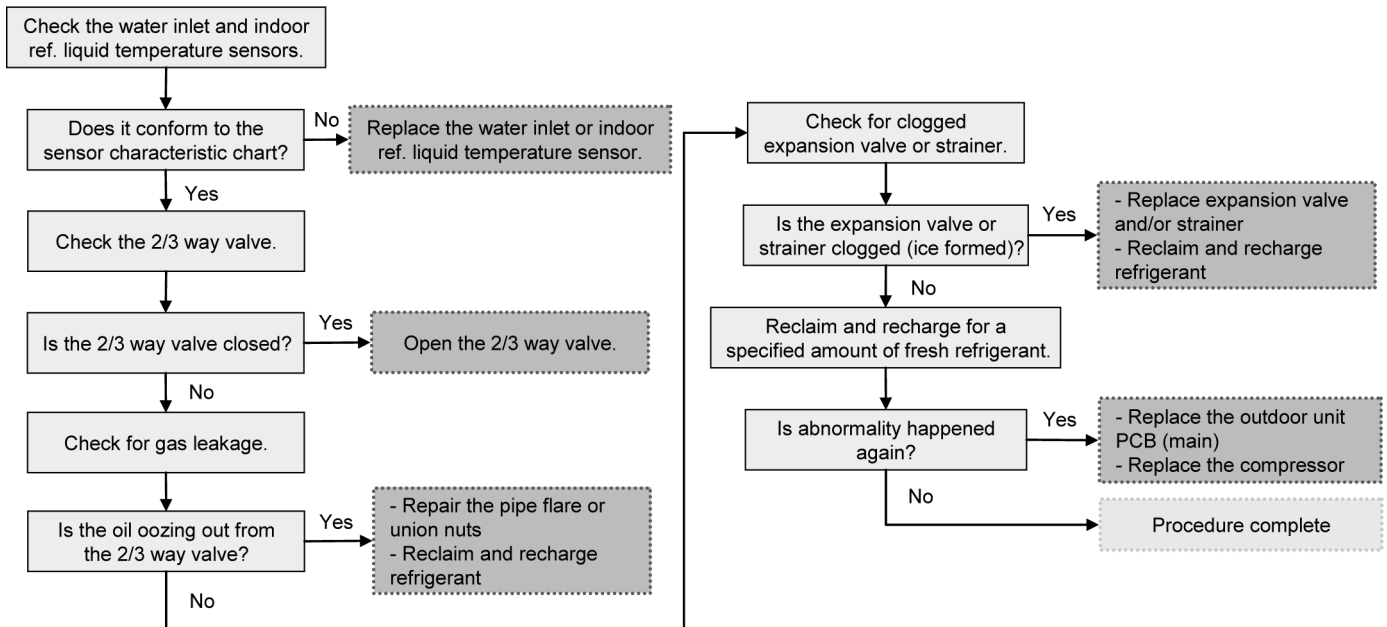 Check the water inlet and indoor
ref. liquid temperature sensors.
Does it conform to the
sensor characteristic chart?
No
Replace the water inlet or indoor
ref. liquid temperature sensor.
Yes
Check the 2/3 way valve.
Is the 2/3 way valve closed?
Yes
Open the 2/3 way valve.
No
Check for gas leakage.
Is the oil oozing out from
the 2/3 way valve?
Yes
- Repair the pipe flare or
union nuts
- Reclaim and recharge
refrigerant
No
Check for clogged
expansion valve or strainer.
Is the expansion valve or
strainer clogged (ice formed)?
Yes
- Replace expansion valve
and/or strainer
- Reclaim and recharge
refrigerant
No
Reclaim and recharge for a
specified amount of fresh refrigerant.
Is abnormality happened
again?
Yes
- Replace the outdoor unit
PCB (main)
- Replace the compressor
No
Procedure complete